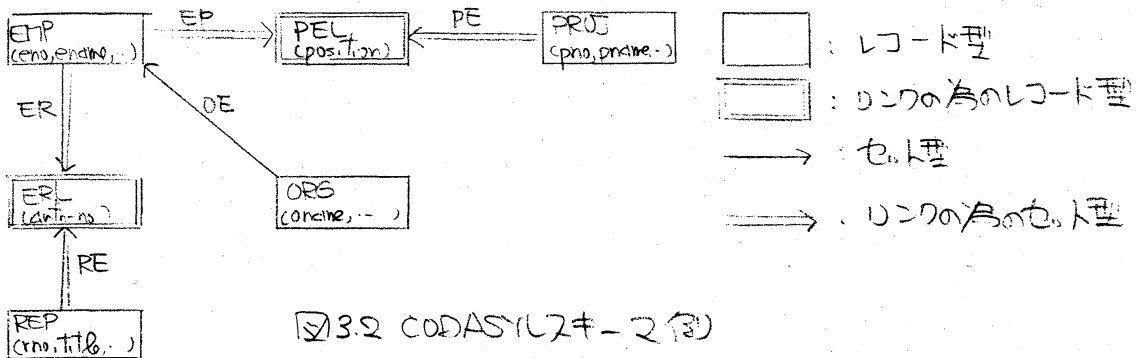 EMP
(eno, ename, ..)
EP
PEL
(position)
PE
PROJ
(pno, pname, ..)
: レコード型
: リンクの為のレコード型
ER
OE
: セット型
ERL
ORG
(oname, .. )
: リンクの為のセット型
RE
REP
(rno, title, .. )
図3.2 CODASYLスキーマ(例)